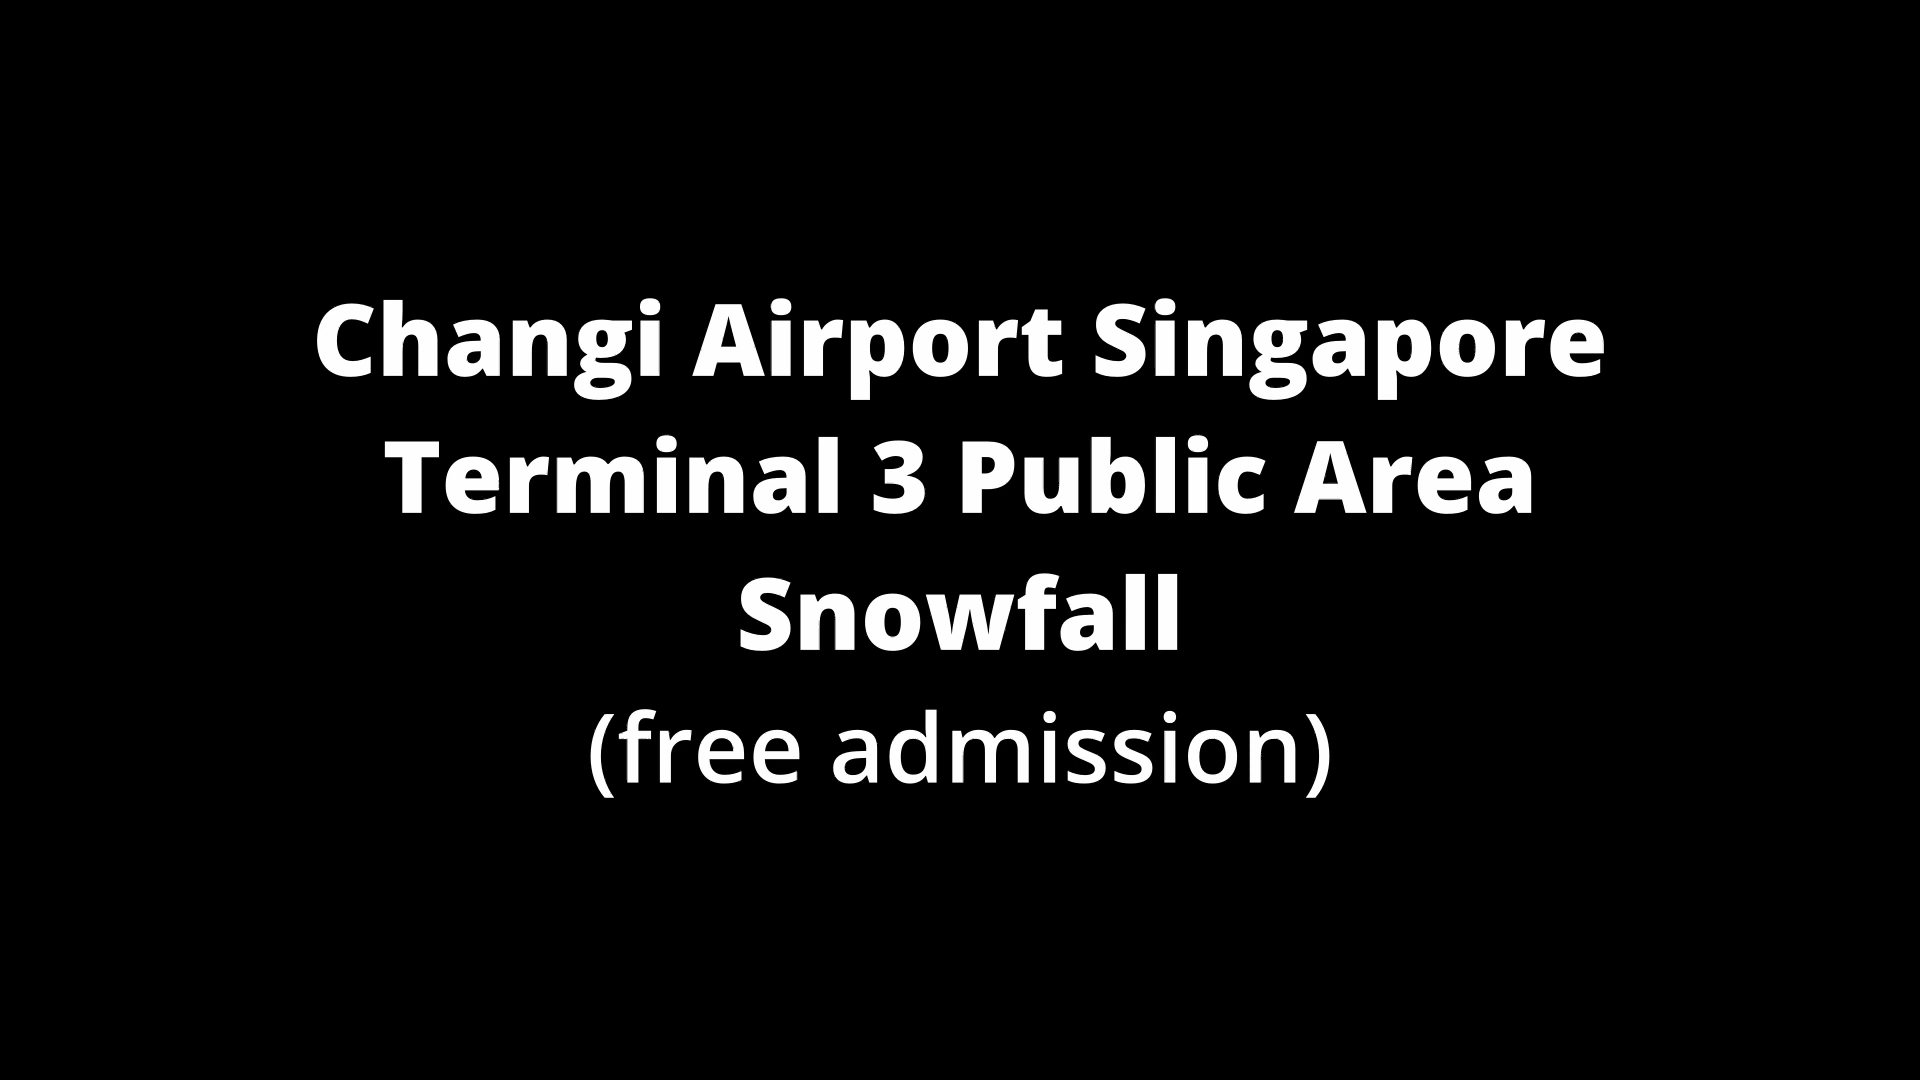 Changi Airport Singapore
Terminal 3 Public Area
Snowfall
(free admission)